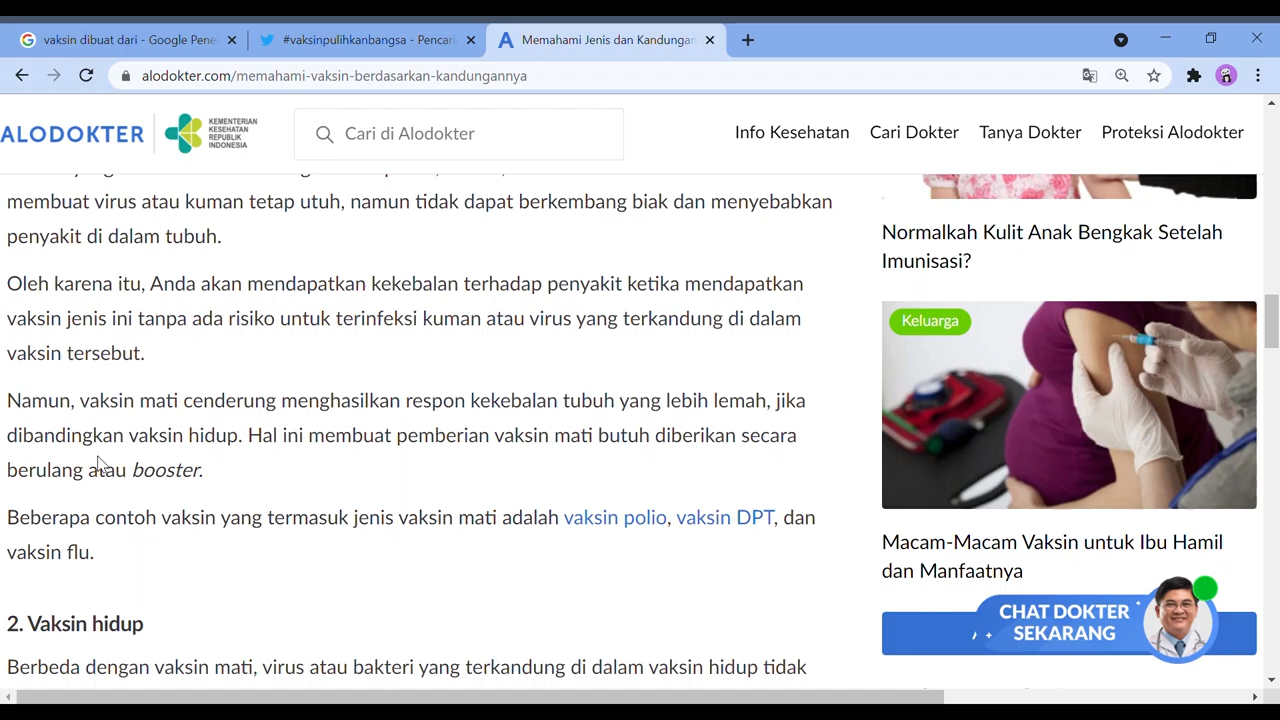 vaksin dibuat dari - Google Pene
#vaksinpulihkanbangsa - Pencari
Memahami Jenis dan Kandungan
alodokter.com/memahami-vaksin-berdasarkan-kandungannya
ALODOKTER
KEMENTERIAN
KESEHATAN
REPUBLIK
INDONESIA
Cari di Alodokter
Info Kesehatan
Cari Dokter
Tanya Dokter
Proteksi Alodokter
membuat virus atau kuman tetap utuh, namun tidak dapat berkembang biak dan menyebabkan
penyakit di dalam tubuh.
Oleh karena itu, Anda akan mendapatkan kekebalan terhadap penyakit ketika mendapatkan
vaksin jenis ini tanpa ada risiko untuk terinfeksi kuman atau virus yang terkandung di dalam
vaksin tersebut.
Namun, vaksin mati cenderung menghasilkan respon kekebalan tubuh yang lebih lemah, jika
dibandingkan vaksin hidup. Hal ini membuat pemberian vaksin mati butuh diberikan secara
berulang atau booster.
Beberapa contoh vaksin yang termasuk jenis vaksin mati adalah vaksin polio, vaksin DPT, dan
vaksin flu.
2. Vaksin hidup
Berbeda dengan vaksin mati, virus atau bakteri yang terkandung di dalam vaksin hidup tidak
Normalkah Kulit Anak Bengkak Setelah
Imunisasi?
Keluarga
Macam-Macam Vaksin untuk Ibu Hamil
dan Manfaatnya
CHAT DOKTER
SEKARANG